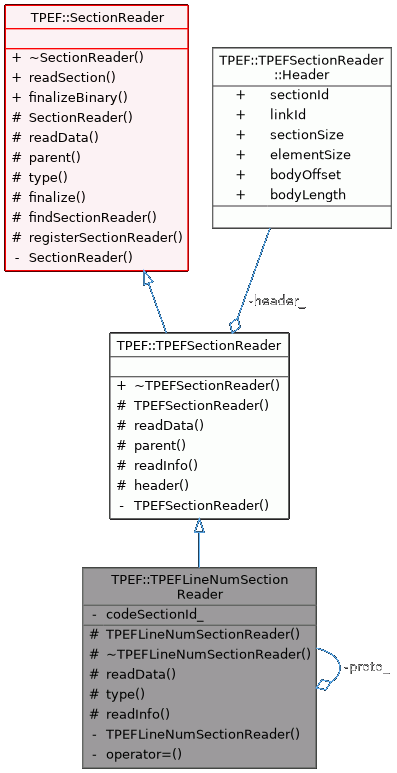 TPEF::SectionReader
+ ~SectionReader()
+ readSection()
+ finalizeBinary()
# SectionReader()
# readData()
# parent()
# type()
# finalize()
# findSectionReader()
# registerSectionReader()
- SectionReader()
TPEF::TPEFSectionReader
::Header
+ sectionId
+ linkId
+ sectionSize
+ elementSize
+ bodyOffset
+ bodyLength
-header_
TPEF::TPEFSectionReader
+ ~TPEFSectionReader()
# TPEFSectionReader()
# readData()
# parent()
# readInfo()
# header()
- TPEFSectionReader()
TPEF::TPEFLineNumSection
Reader
- codeSectionId_
# TPEFLineNumSectionReader()
# ~TPEFLineNumSectionReader()
# readData()
# type()
# readInfo()
- TPEFLineNumSectionReader()
- operator=()
-proto_